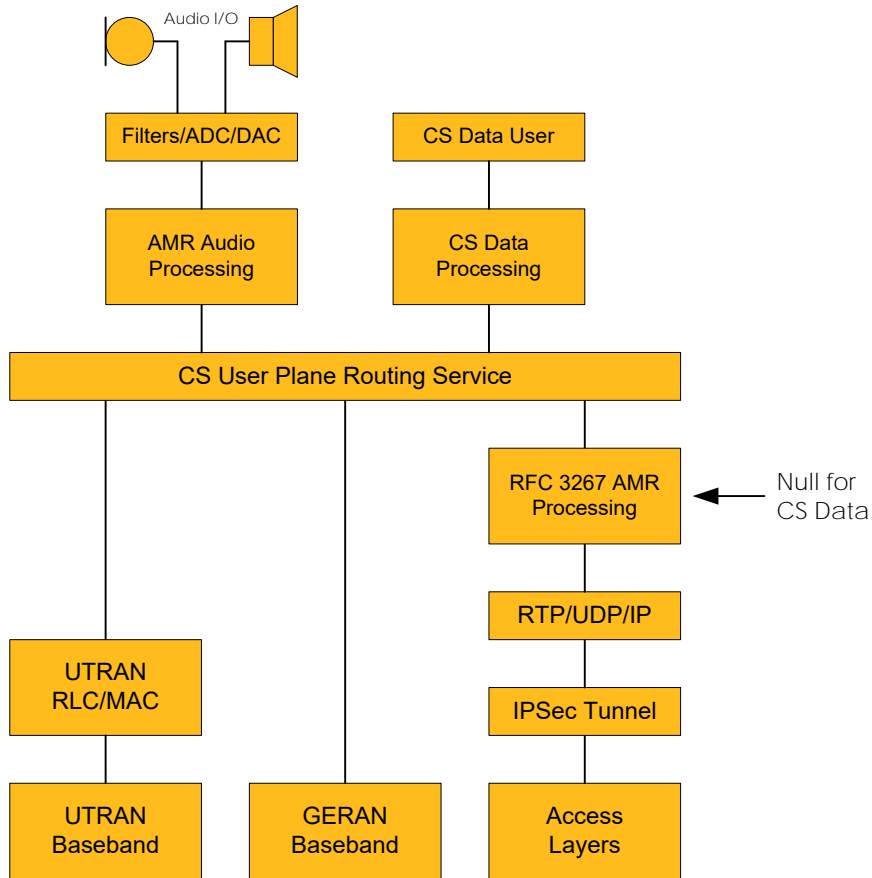 Audio I/O
Filters/ADC/DAC
CS Data User
AMR Audio
Processing
CS Data
Processing
CS User Plane Routing Service
RFC 3267 AMR
Processing
Null for
CS Data
RTP/UDP/IP
UTRAN
RLC/MAC
IPSec Tunnel
UTRAN
Baseband
GERAN
Baseband
Access
Layers